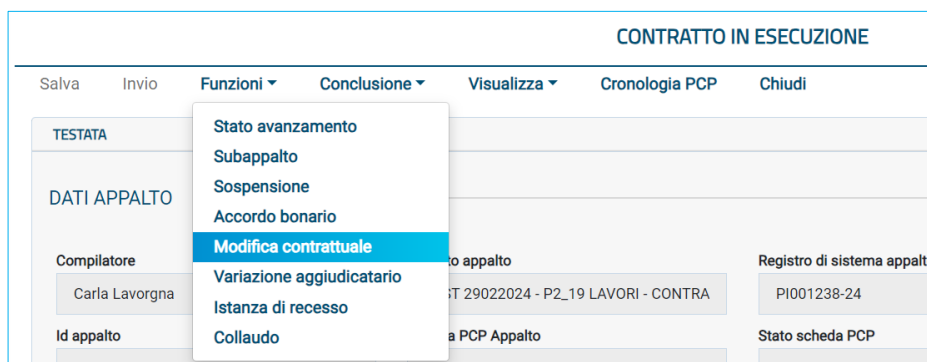 CONTRATTO IN ESECUZIONE
Salva Invio Funzioni Conclusione Visualizza Cronologia PCP Chiudi
Stato avanzamento
TESTATA
Subappalto
Sospensione
DATI APPALTO
Accordo bonario
Modifica contrattuale
Compilatore appalto Registro di sistema appalt
Variazione aggiudicatario
Carla Lavorgna ST 29022024 - P2_19 LAVORI - CONTRA PI001238-24
Istanza di recesso
Id appalto PCP Appalto Stato scheda PCP
Collaudo